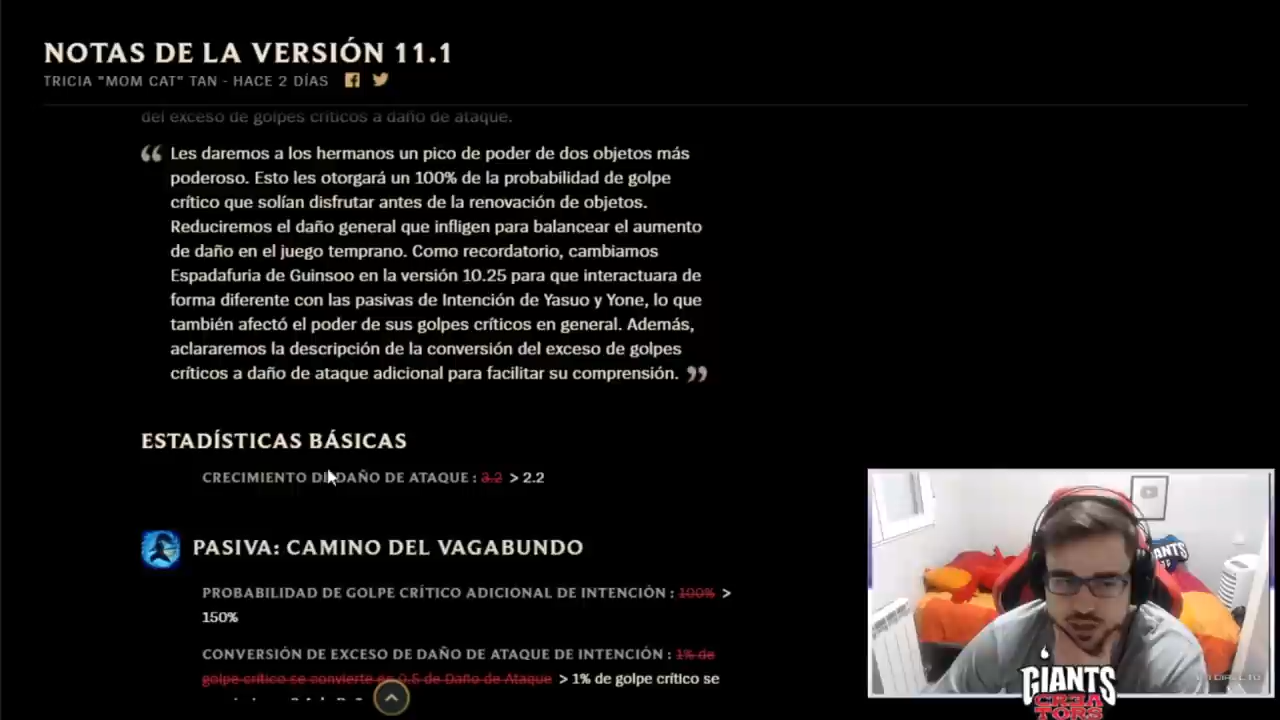 NOTAS DE LA VERSIÓN 11.1
TRICIA "MOM CAT" TAN - HACE 2 DÍAS
del exceso de golpes críticos a daño de ataque.
Les daremos a los hermanos un pico de poder de dos objetos más
poderoso. Esto les otorgará un 100% de la probabilidad de golpe
crítico que solían disfrutar antes de la renovación de objetos.
Reduciremos el daño general que infligen para balancear el aumento
de daño en el juego temprano. Como recordatorio, cambiamos
Espadafuria de Guinsoo en la versión 10.25 para que interactuara de
forma diferente con las pasivas de Intención de Yasuo y Yone, lo que
también afectó el poder de sus golpes críticos en general. Además,
aclararemos la descripción de la conversión del exceso de golpes
críticos a daño de ataque adicional para facilitar su comprensión.
ESTADÍSTICAS BÁSICAS
CRECIMIENTO DE DAÑO DE ATAQUE : 3.2 > 2.2
PASIVA: CAMINO DEL VAGABUNDO
PROBABILIDAD DE GOLPE CRÍTICO ADICIONAL DE INTENCIÓN : 100% >
150%
CONVERSIÓN DE EXCESO DE DAÑO DE ATAQUE DE INTENCIÓN : 1% de
golpe crítico se convierte en 0.5 de Daño de Ataque > 1% de golpe crítico se
GIANTS
CREATORS